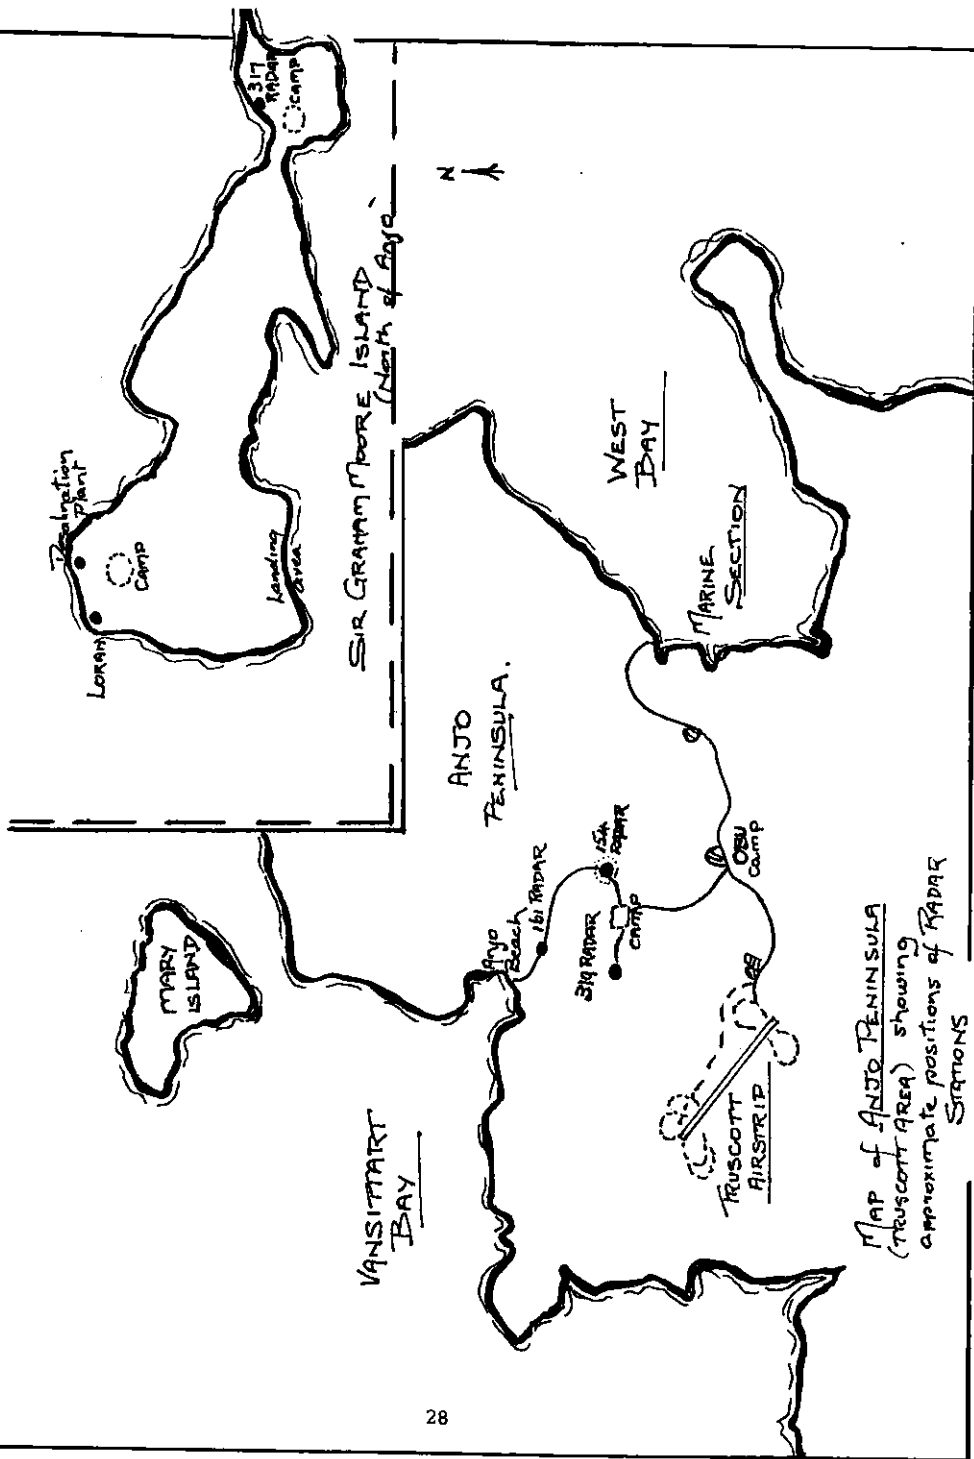 317
RADAR
CAMP
Desalination
Plant
CAMP
LORAN
Landing
Area
SIR GRAHAM MOORE ISLAND
(North of Anjo)
N
MARY
ISLAND
ANJO
PENINSULA.
WEST
BAY
MARINE
SECTION
Anjo
Beach
161 RADAR
154
RADAR
319 RADAR
CAMP
OBU
Camp
VANSITTART
BAY
TRUSCOTT
AIRSTRIP
MAP of ANJO PENINSULA
(TRUSCOTT AREA) showing
approximate positions of RADAR
STATIONS
28